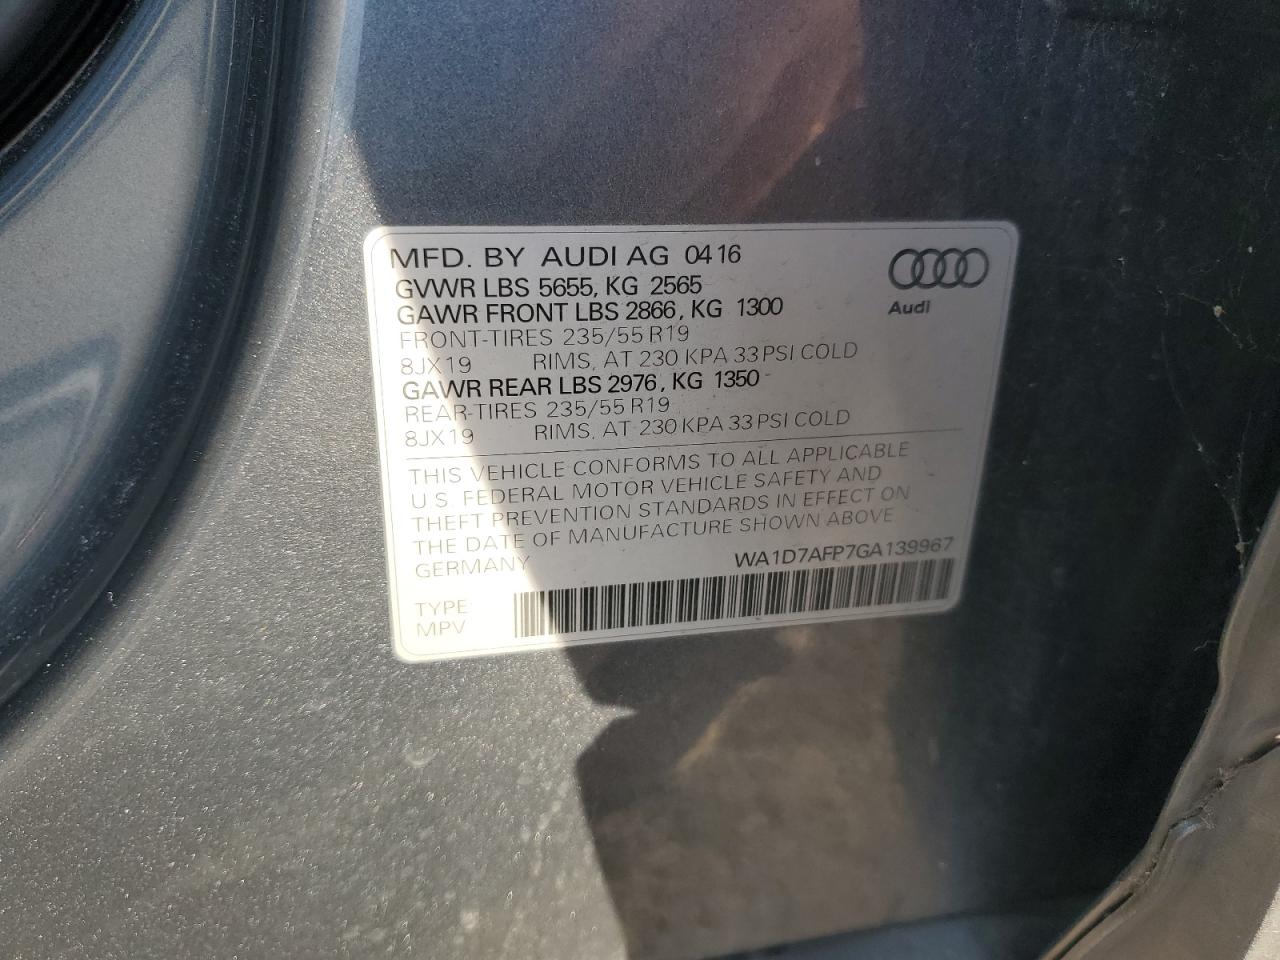 MFD. BY AUDI AG 04 16
GVWR LBS 5655, KG 2565
GAWR FRONT LBS 2866, KG 1300
FRONT-TIRES 235/55 R19
8JX19 RIMS, AT 230 KPA 33 PSI COLD
GAWR REAR LBS 2976, KG 1350
REAR-TIRES 235/55 R19
8JX19 RIMS, AT 230 KPA 33 PSI COLD
Audi
THIS VEHICLE CONFORMS TO ALL APPLICABLE
U.S. FEDERAL MOTOR VEHICLE SAFETY AND
THEFT PREVENTION STANDARDS IN EFFECT ON
THE DATE OF MANUFACTURE SHOWN ABOVE
GERMANY WA1D7AFP7GA139967
TYPE:
MPV